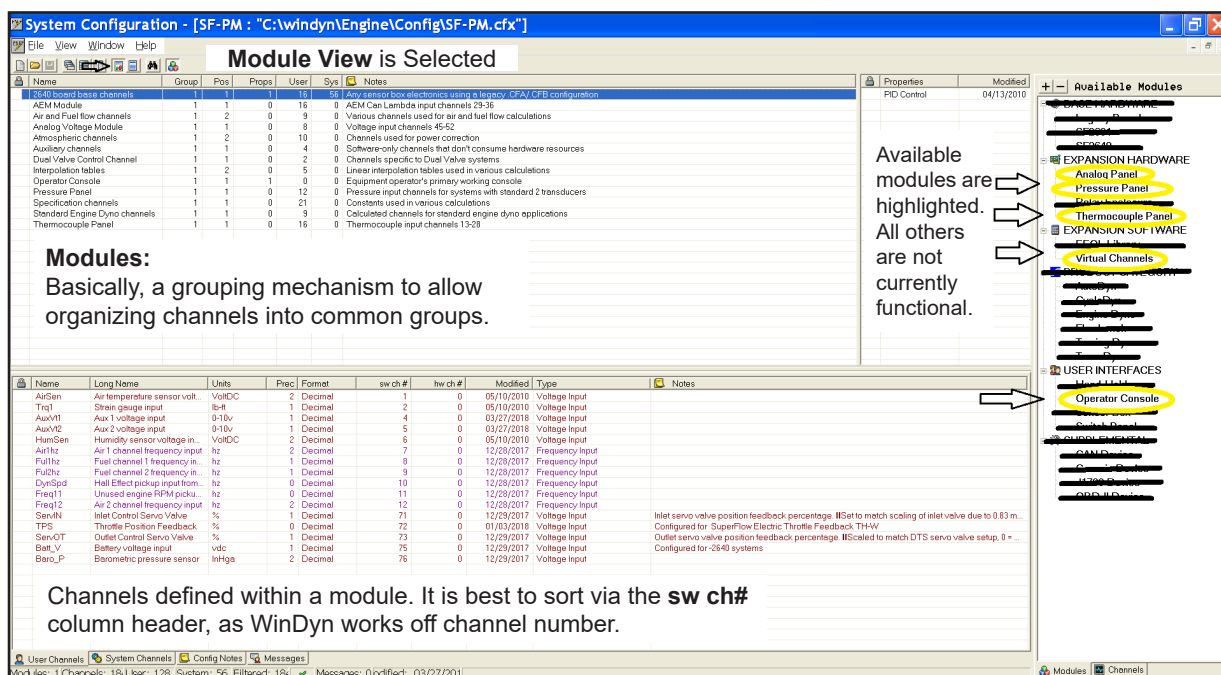 System Configuration - [SF-PM : "C:\windyn\Engine\Config\SF-PM.cfx"]
File View Window Help
Module View is Selected
Name Group Pos Props User Sys Notes
2640 board base channels 1 1 1 16 56 Any sensor box electronics using a legacy .CFA/.CFB configuration
AEM Module 1 1 0 16 0 AEM Can Lambda input channels 29-36
Air and Fuel flow channels 1 2 0 9 0 Various channels used for air and fuel flow calculations
Analog Voltage Module 1 1 0 8 0 Voltage input channels 45-52
Atmospheric channels 1 2 0 10 0 Channels used for power correction
Auxiliary channels 1 1 0 4 0 Software-only channels that don't consume hardware resources
Dual Valve Control Channel 1 1 0 2 0 Channels specific to Dual Valve systems
Interpolation tables 1 2 0 5 0 Linear interpolation tables used in various calculations
Operator Console 1 1 1 0 0 Equipment operator's primary working console
Pressure Panel 1 1 0 12 0 Pressure input channels for systems with standard 2 transducers
Specification channels 1 1 0 21 0 Constants used in various calculations
Standard Engine Dyno channels 1 1 0 9 0 Calculated channels for standard engine dyno applications
Thermocouple Panel 1 1 0 16 0 Thermocouple input channels 13-28
Modules:
Basically, a grouping mechanism to allow
organizing channels into common groups.
Properties Modified
PID Control 04/13/2010
Available
modules are
highlighted.
All others
are not
currently
functional.
+ - Available Modules
EXPANSION HARDWARE
Analog Panel
Pressure Panel
Thermocouple Panel
EXPANSION SOFTWARE
Virtual Channels
USER INTERFACES
Operator Console
Name Long Name Units Prec Format sw ch # hw ch # Modified Type Notes
AirSen Air temperature sensor volt... VoltDC 2 Decimal 1 0 05/10/2010 Voltage Input
Trq1 Strain gauge input lb-ft 1 Decimal 2 0 05/10/2010 Voltage Input
AuxVt1 Aux 1 voltage input 0-10v 1 Decimal 4 0 03/27/2018 Voltage Input
AuxVt2 Aux 2 voltage input 0-10v 1 Decimal 5 0 03/27/2018 Voltage Input
HumSen Humidity sensor voltage in... VoltDC 2 Decimal 6 0 05/10/2010 Voltage Input
Air1hz Air 1 channel frequency input hz 2 Decimal 7 0 12/28/2017 Frequency Input
Ful1hz Fuel channel 1 frequency in... hz 1 Decimal 8 0 12/28/2017 Frequency Input
Ful2hz Fuel channel 2 frequency in... hz 1 Decimal 9 0 12/28/2017 Frequency Input
DynSpd Hall Effect pickup input from... hz 0 Decimal 10 0 12/28/2017 Frequency Input
Freq11 Unused engine RPM picku... hz 0 Decimal 11 0 12/28/2017 Frequency Input
Freq12 Air 2 channel frequency input hz 2 Decimal 12 0 12/28/2017 Frequency Input
ServIN Inlet Control Servo Valve % 1 Decimal 71 0 12/29/2017 Voltage Input Inlet servo valve position feedback percentage. IISet to match scaling of inlet valve due to 0.83 m...
TPS Throttle Position Feedback % 0 Decimal 72 0 01/03/2018 Voltage Input Configured for SuperFlow Electric Throttle Feedback TH-W
ServOT Outlet Control Servo Valve % 1 Decimal 73 0 12/29/2017 Voltage Input Outlet servo valve position feedback percentage. IIScaled to match DTS servo valve setup, 0 = ...
Batt_V Battery voltage input vdc 1 Decimal 75 0 12/29/2017 Voltage Input Configured for -2640 systems
Baro_P Barometric pressure sensor InHga 2 Decimal 76 0 12/29/2017 Voltage Input
Channels defined within a module. It is best to sort via the sw ch#
column header, as WinDyn works off channel number.
User Channels System Channels Config Notes Messages
Modules Channels